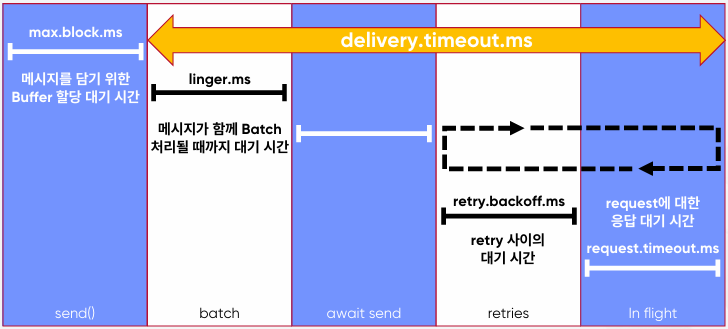 max.block.ms
메시지를 담기 위한
Buffer 할당 대기 시간
delivery.timeout.ms
linger.ms
메시지가 함께 Batch
처리될 때까지 대기 시간
retry.backoff.ms
retry 사이의
대기 시간
request에 대한
응답 대기 시간
request.timeout.ms
send()
batch
await send
retries
In flight